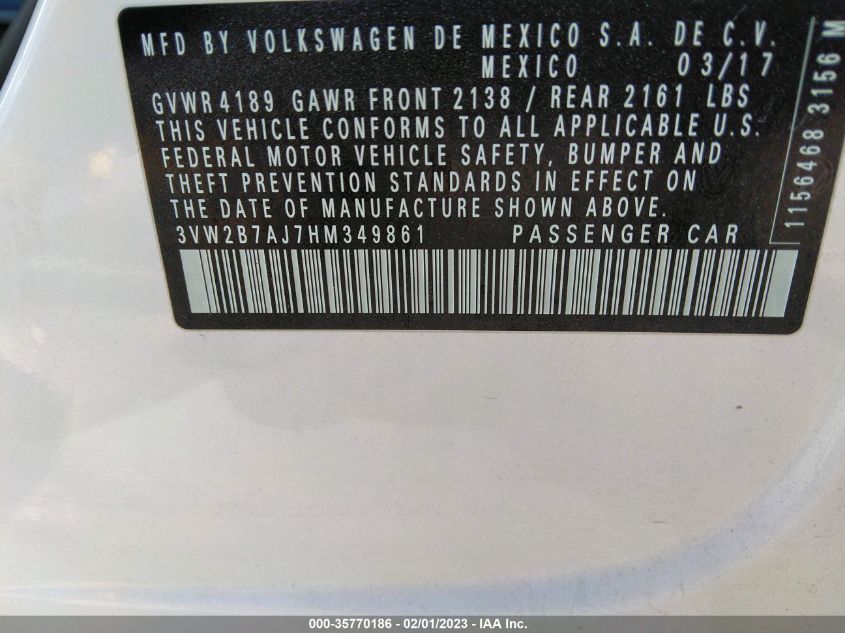 MFD BY VOLKSWAGEN DE MEXICO S.A. DE C.V.
MEXICO 03/17
GVWR 4189 GAWR FRONT 2138 / REAR 2161 LBS
THIS VEHICLE CONFORMS TO ALL APPLICABLE U.S.
FEDERAL MOTOR VEHICLE SAFETY, BUMPER AND
THEFT PREVENTION STANDARDS IN EFFECT ON
THE DATE OF MANUFACTURE SHOWN ABOVE.
3VW2B7AJ7HM349861 PASSENGER CAR
1156468 3156 M
000-35770186 - 02/01/2023 - IAA Inc.